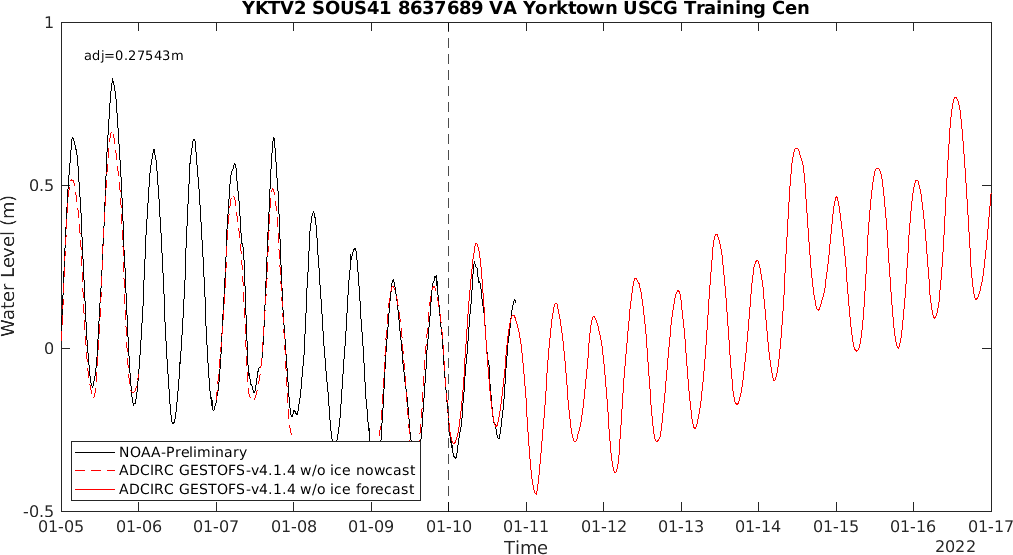 YKTV2 SOUS41 8637689 VA Yorktown USCG Training Cen
adj=0.27543m
1
0.5
0
-0.5
Water Level (m)
NOAA-Preliminary
ADCIRC GESTOFS-v4.1.4 w/o ice nowcast
ADCIRC GESTOFS-v4.1.4 w/o ice forecast
01-05 01-06 01-07 01-08 01-09 01-10 01-11 01-12 01-13 01-14 01-15 01-16 01-17
Time
2022